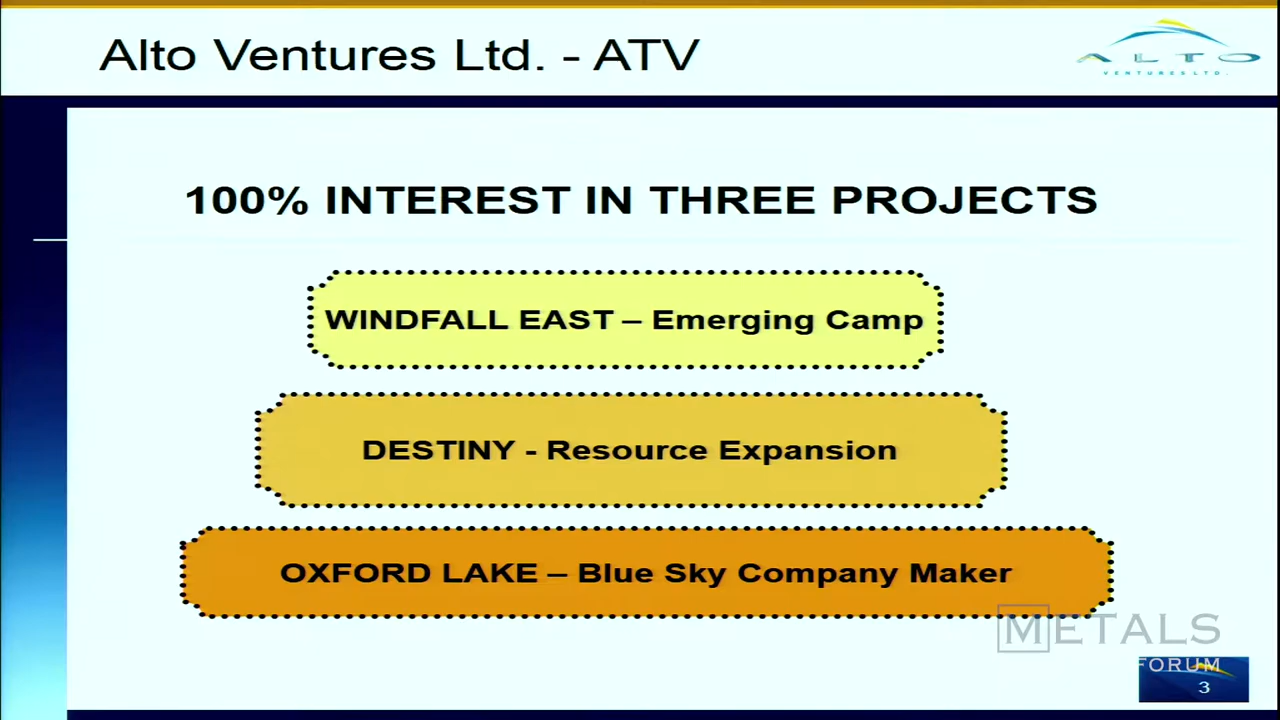 Alto Ventures Ltd. - ATV
ALTO
VENTURES LTD.
100% INTEREST IN THREE PROJECTS
WINDFALL EAST – Emerging Camp
DESTINY - Resource Expansion
OXFORD LAKE – Blue Sky Company Maker
METALS
FORUM
3